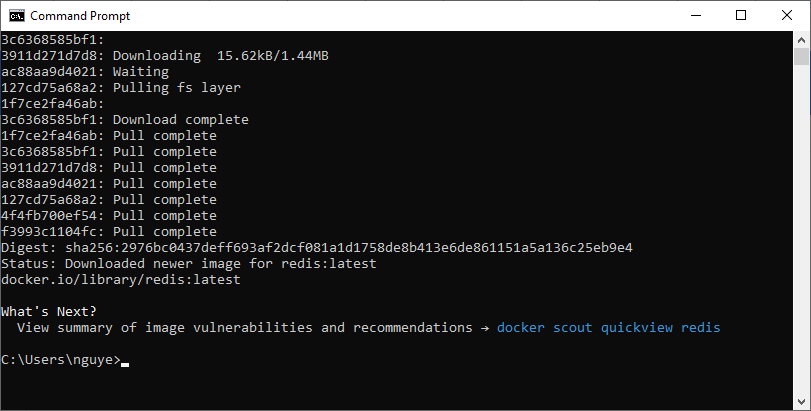 Command Prompt
3c6368585bf1:
3911d271d7d8: Downloading  15.62kB/1.44MB
ac88aa9d4021: Waiting
127cd75a68a2: Pulling fs layer
1f7ce2fa46ab:
3c6368585bf1: Download complete
1f7ce2fa46ab: Pull complete
3c6368585bf1: Pull complete
3911d271d7d8: Pull complete
ac88aa9d4021: Pull complete
127cd75a68a2: Pull complete
4f4fb700ef54: Pull complete
f3993c1104fc: Pull complete
Digest: sha256:2976bc0437deff693af2dcf081a1d1758de8b413e6de861151a5a136c25eb9e4
Status: Downloaded newer image for redis:latest
docker.io/library/redis:latest
What's Next?
  View summary of image vulnerabilities and recommendations → docker scout quickview redis
C:\Users\nguye>